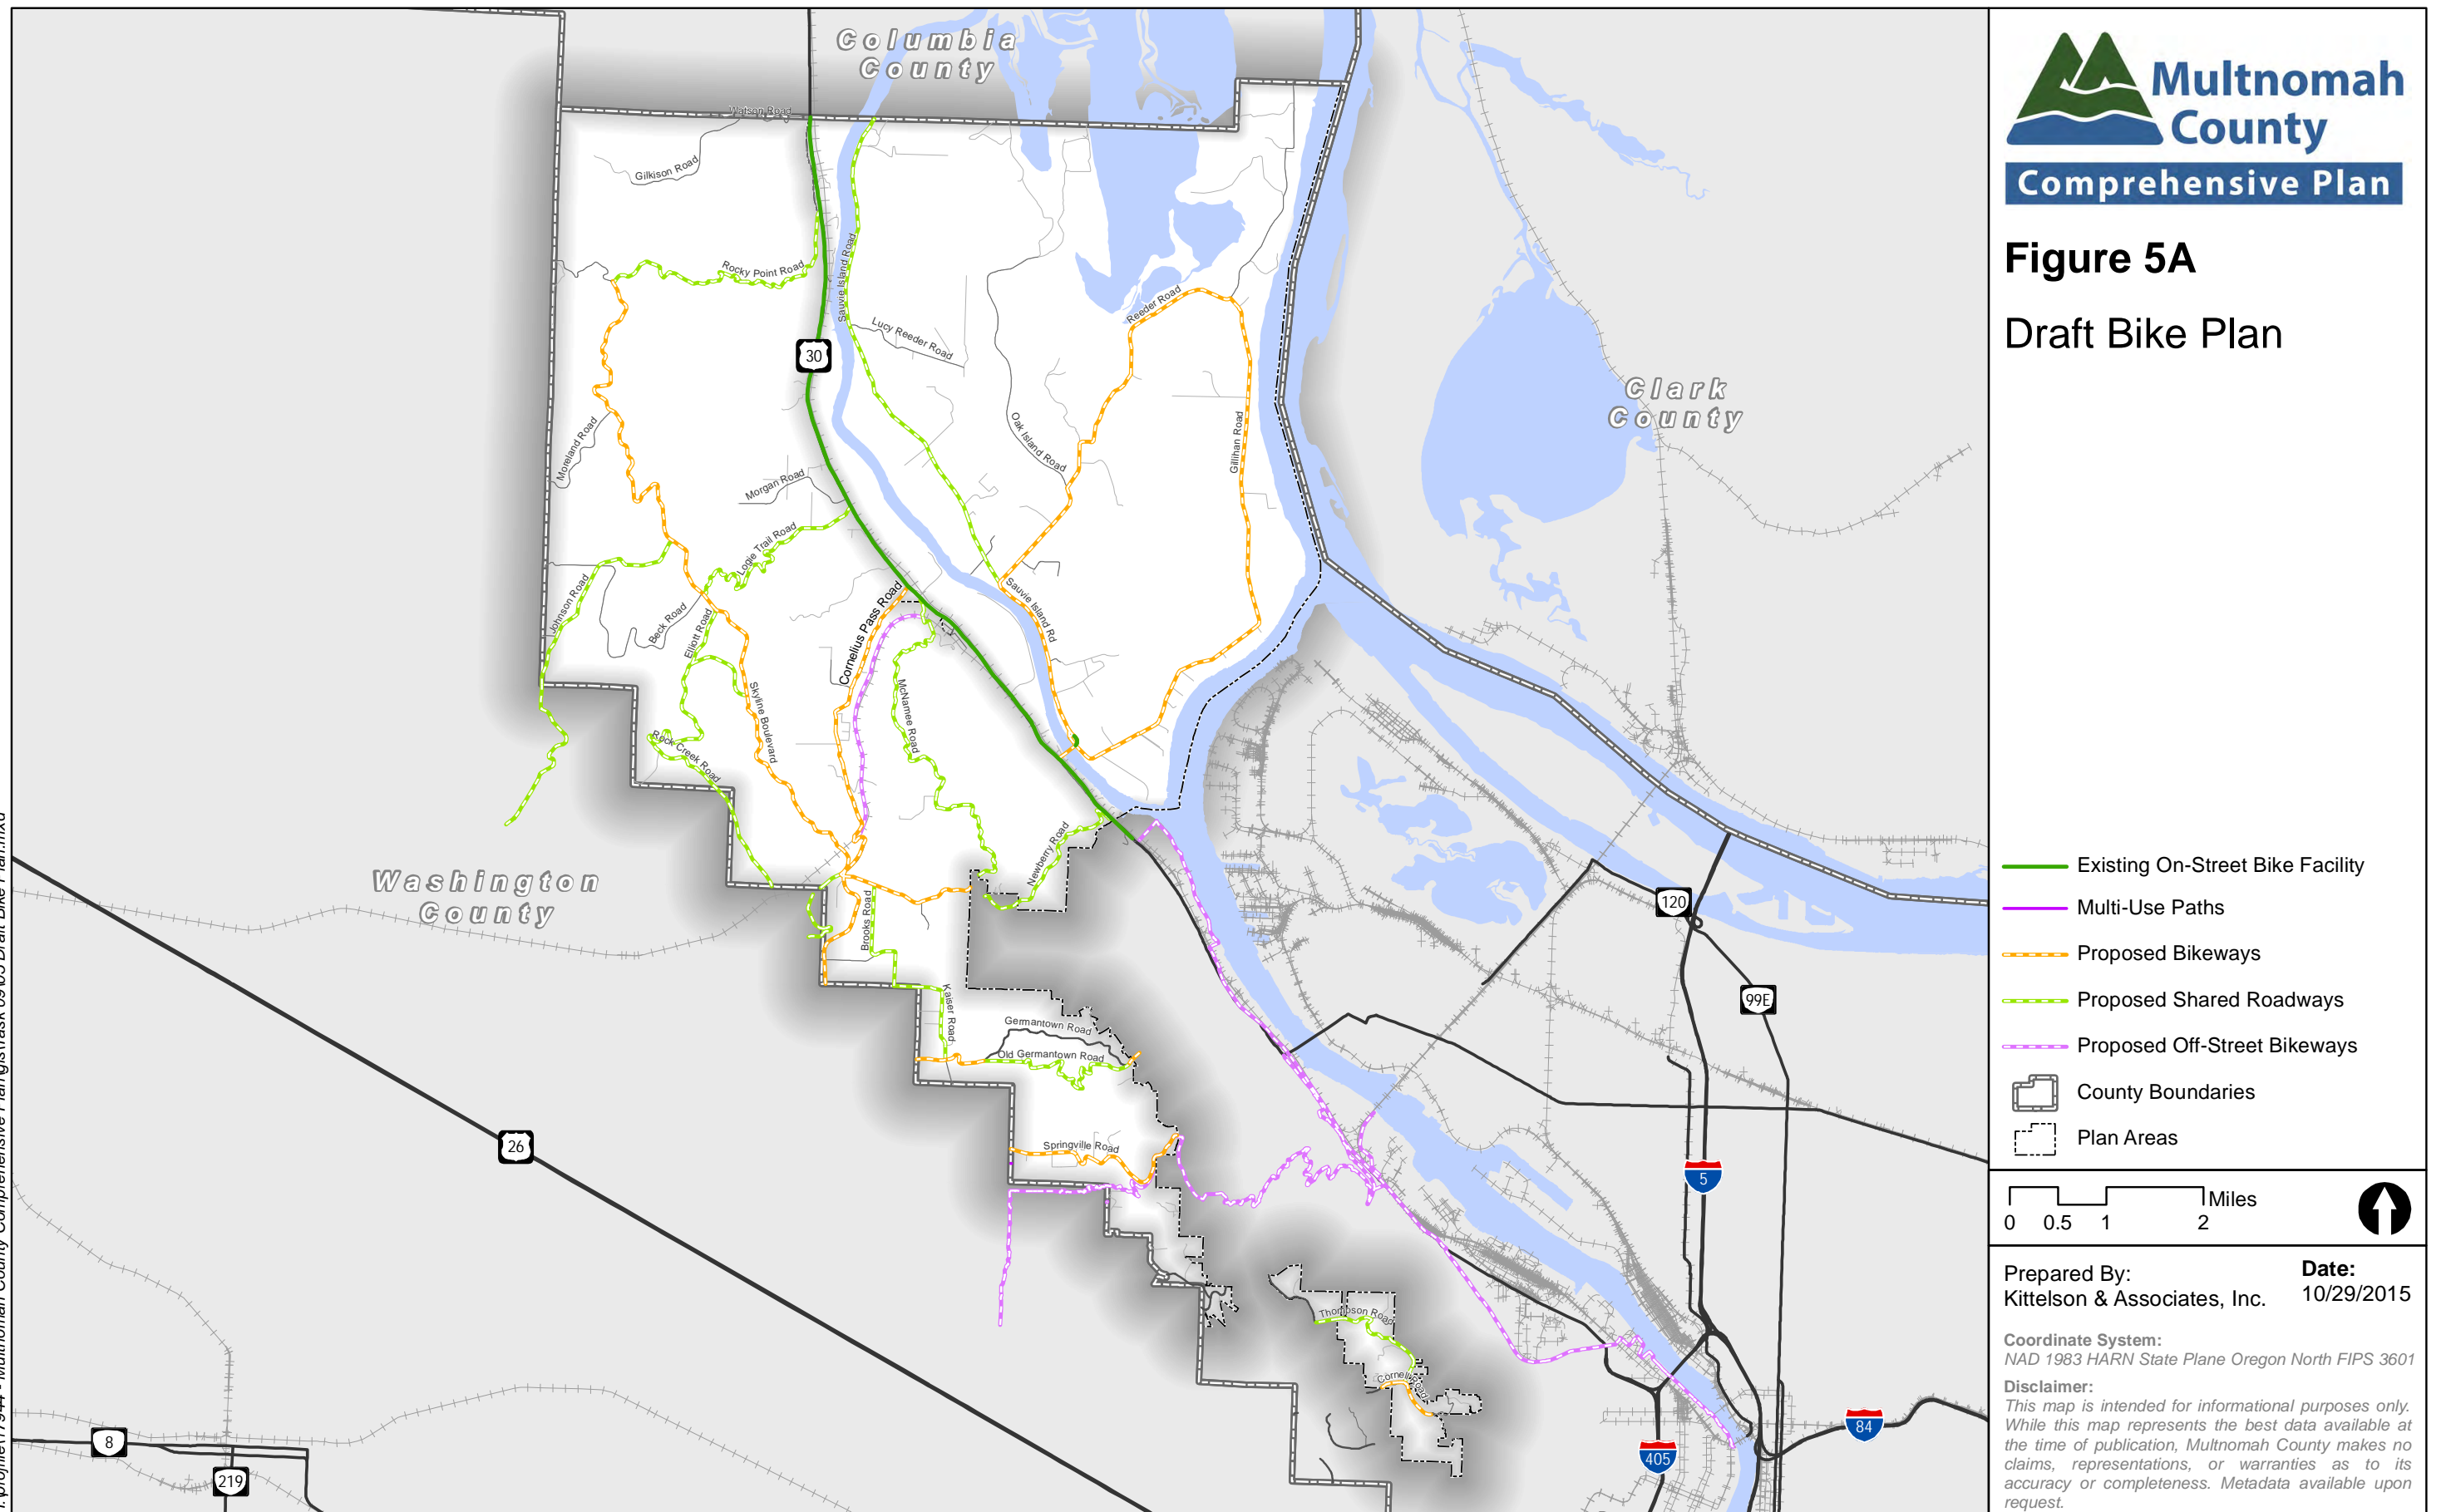 Columbia
County
Watson Road
Gilkison Road
Rocky Point Road
Sauvie Island Road
Reeder Road
Lucy Reeder Road
30
Clark
County
Oak Island Road
Gillihan Road
Moreland Road
Morgan Road
Logie Trail Road
Johnson Road
Beck Road
Elliott Road
Cornelius Pass Road
Sauvie Island Rd
Skyline Boulevard
McNamee Road
Rock Creek Road
Newberry Road
Washington
County
Brooks Road
120
99E
Kaiser Road
Germantown Road
Old Germantown Road
26
Springville Road
5
Thompson Road
Cornell Road
8
219
405
84
Multnomah
County
Comprehensive Plan
Figure 5A
Draft Bike Plan
Existing On-Street Bike Facility
Multi-Use Paths
Proposed Bikeways
Proposed Shared Roadways
Proposed Off-Street Bikeways
County Boundaries
Plan Areas
Miles
0 0.5 1 2
Prepared By:
Kittelson & Associates, Inc.
Date:
10/29/2015
Coordinate System:
NAD 1983 HARN State Plane Oregon North FIPS 3601
Disclaimer:
This map is intended for informational purposes only.
While this map represents the best data available at
the time of publication, Multnomah County makes no
claims, representations, or warranties as to its
accuracy or completeness. Metadata available upon
request.